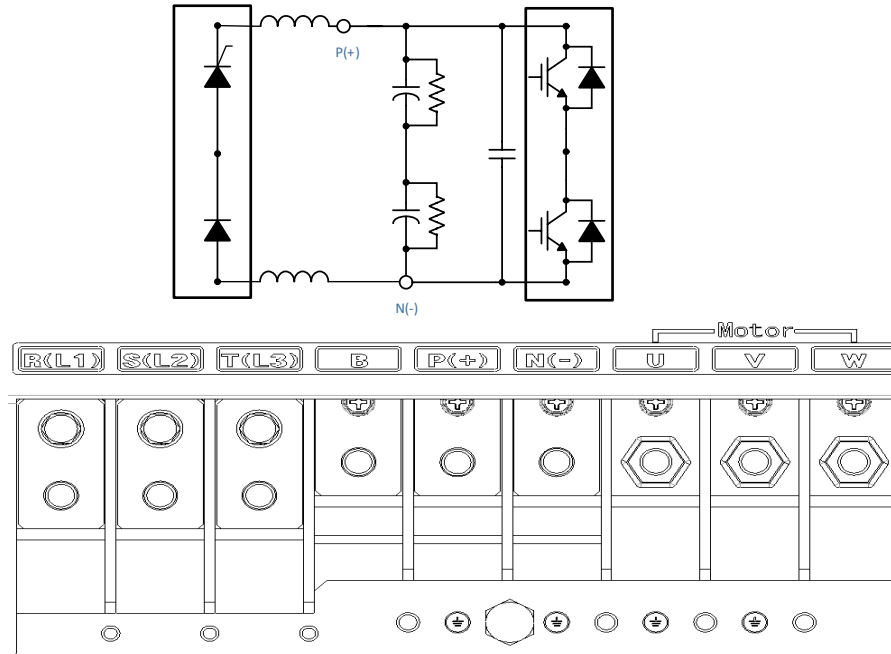 P(+)
N(-)
Motor
R(L1) S(L2) T(L3) B P(+) N(-) U V W